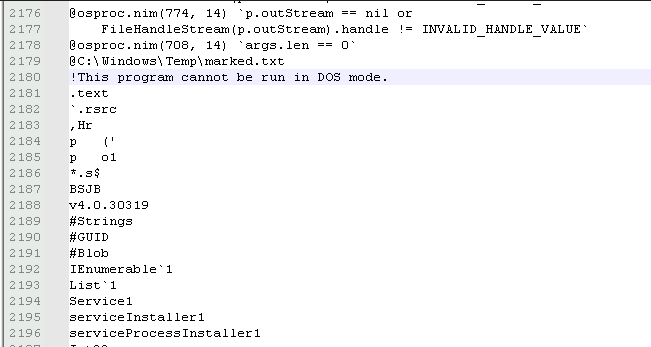 2176 @osproc.nim(774, 14) `p.outStream == nil or
2177     FileHandleStream(p.outStream).handle != INVALID_HANDLE_VALUE`
2178 @osproc.nim(708, 14) `args.len == 0`
2179 @C:\Windows\Temp\marked.txt
2180 !This program cannot be run in DOS mode.
2181 .text
2182 `.rsrc
2183 ,Hr
2184 p   ('
2185 p   o1
2186 *.s$
2187 BSJB
2188 v4.0.30319
2189 #Strings
2190 #GUID
2191 #Blob
2192 IEnumerable`1
2193 List`1
2194 Service1
2195 serviceInstaller1
2196 serviceProcessInstaller1